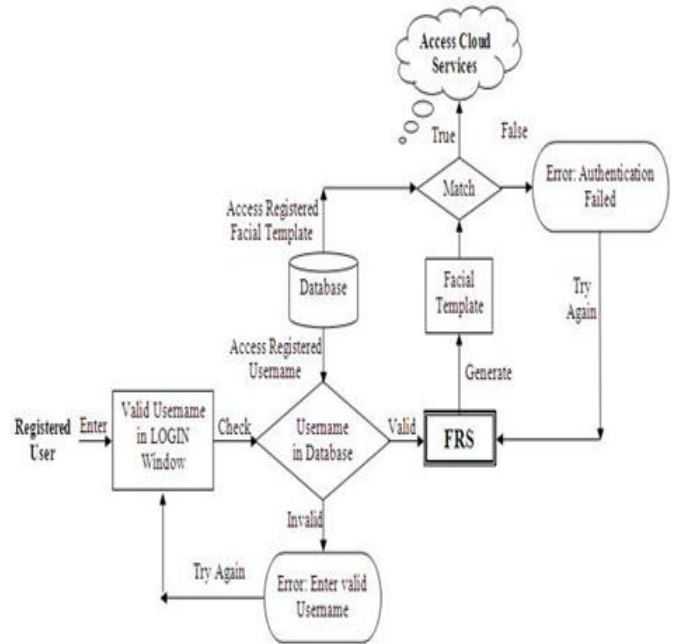 Access Cloud
Services
True
False
Match
Error: Authentication
Failed
Access Registered
Facial Template
Database
Facial
Template
Try
Again
Access Registered
Username
Generate
Registered
User
Enter
Valid Username
in LOGIN
Window
Check
Username
in Database
Valid
FRS
Invalid
Try Again
Error: Enter valid
Username